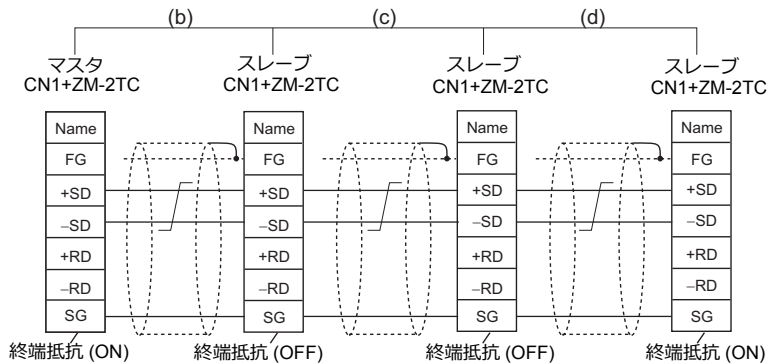 (b) (c) (d)
マスタ スレーブ スレーブ スレーブ
CN1+ZM-2TC CN1+ZM-2TC CN1+ZM-2TC CN1+ZM-2TC
Name Name Name Name
FG FG FG FG
+SD +SD +SD +SD
–SD –SD –SD –SD
+RD +RD +RD +RD
–RD –RD –RD –RD
SG SG SG SG
終端抵抗 (ON) 終端抵抗 (OFF) 終端抵抗 (OFF) 終端抵抗 (ON)